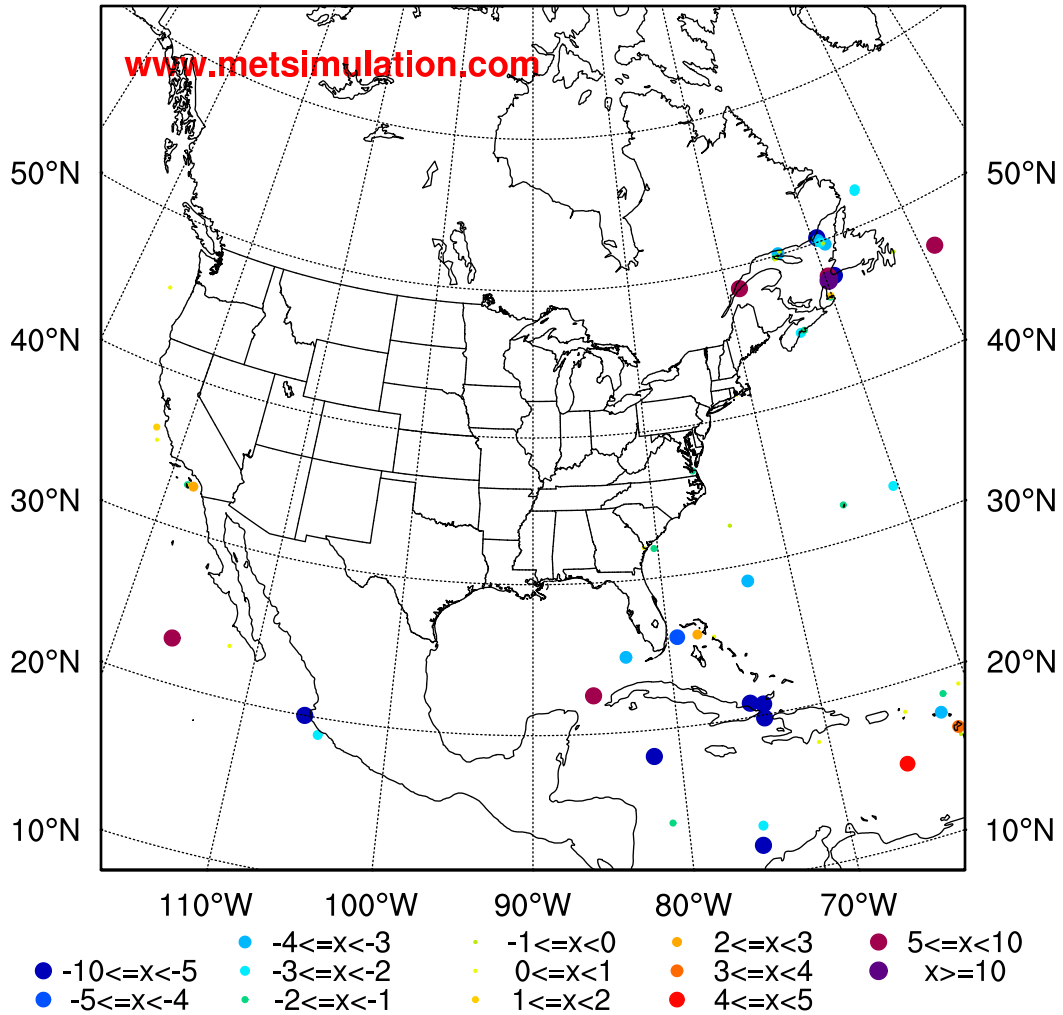 www.metsimulation.com
50°N 50°N
40°N 40°N
30°N 30°N
20°N 20°N
10°N 10°N
110°W 100°W 90°W 80°W 70°W
-4<=x<-3 -1<=x<0 2<=x<3 5<=x<10
-10<=x<-5 -3<=x<-2 0<=x<1 3<=x<4 x>=10
-5<=x<-4 -2<=x<-1 1<=x<2 4<=x<5